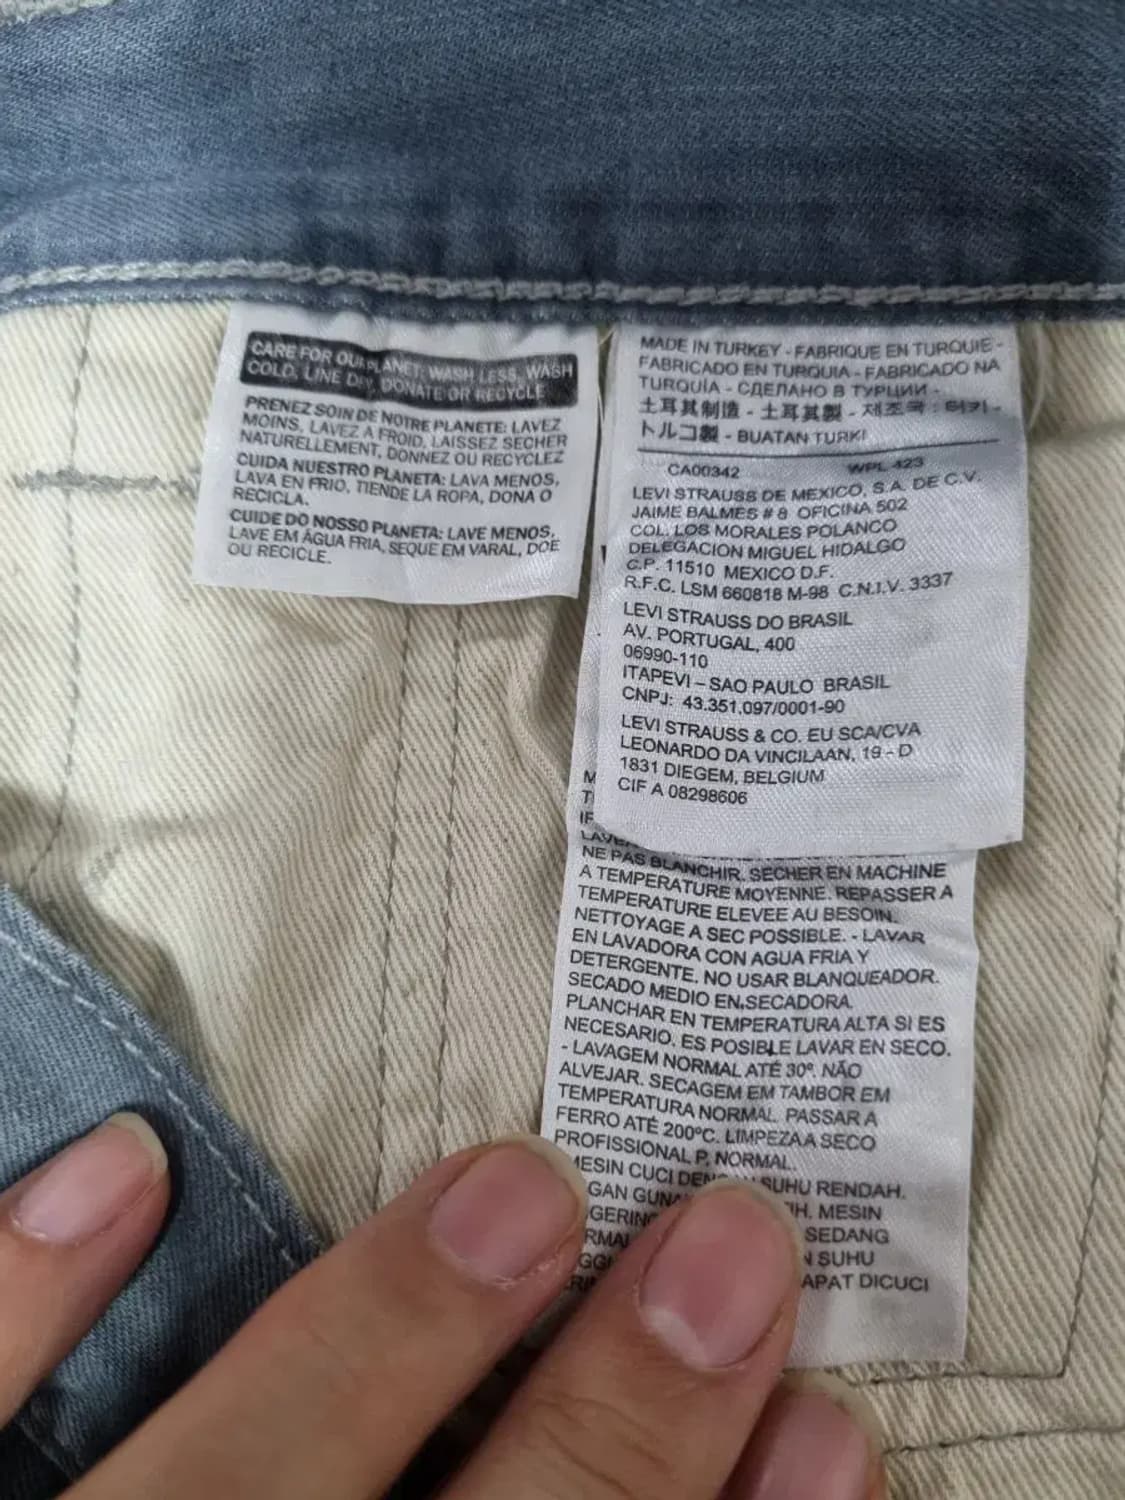 CARE FOR OUR PLANET: WASH LESS, WASH
COLD, LINE DRY, DONATE OR RECYCLE
PRENEZ SOIN DE NOTRE PLANETE: LAVEZ
MOINS, LAVEZ A FROID, LAISSEZ SECHER
NATURELLEMENT, DONNEZ OU RECYCLEZ
CUIDA NUESTRO PLANETA: LAVA MENOS,
LAVA EN FRIO, TIENDE LA ROPA, DONA O
RECICLA.
CUIDE DO NOSSO PLANETA: LAVE MENOS,
LAVE EM ÁGUA FRIA, SEQUE EM VARAL, DOE
OU RECICLE.
MADE IN TURKEY - FABRIQUE EN TURQUIE -
FABRICADO EN TURQUIA - FABRICADO NA
TURQUÍA - СДЕЛАНО В ТУРЦИИ -
土耳其制造 - 土耳其製 - 제조국 : 터키 -
トルコ製 - BUATAN TURKI
CA00342 WPL 423
LEVI STRAUSS DE MEXICO, S.A. DE C.V.
JAIME BALMES # 8 OFICINA 502
COL. LOS MORALES POLANCO
DELEGACION MIGUEL HIDALGO
C.P. 11510 MEXICO D.F.
R.F.C. LSM 660818 M-98 C.N.I.V. 3337
LEVI STRAUSS DO BRASIL
AV. PORTUGAL, 400
06990-110
ITAPEVI – SAO PAULO BRASIL
CNPJ: 43.351.097/0001-90
LEVI STRAUSS & CO. EU SCA/CVA
LEONARDO DA VINCILAAN, 19 - D
1831 DIEGEM, BELGIUM
CIF A 08298606
NE PAS BLANCHIR. SECHER EN MACHINE
A TEMPERATURE MOYENNE. REPASSER A
TEMPERATURE ELEVEE AU BESOIN.
NETTOYAGE A SEC POSSIBLE. - LAVAR
EN LAVADORA CON AGUA FRIA Y
DETERGENTE. NO USAR BLANQUEADOR.
SECADO MEDIO EN SECADORA.
PLANCHAR EN TEMPERATURA ALTA SI ES
NECESARIO. ES POSIBLE LAVAR EN SECO.
- LAVAGEM NORMAL ATÉ 30º. NÃO
ALVEJAR. SECAGEM EM TAMBOR EM
TEMPERATURA NORMAL. PASSAR A
FERRO ATÉ 200ºC. LIMPEZA A SECO
PROFISSIONAL P, NORMAL.
MESIN CUCI SUHU RENDAH.
MESIN
SEDANG
SUHU
DICUCI